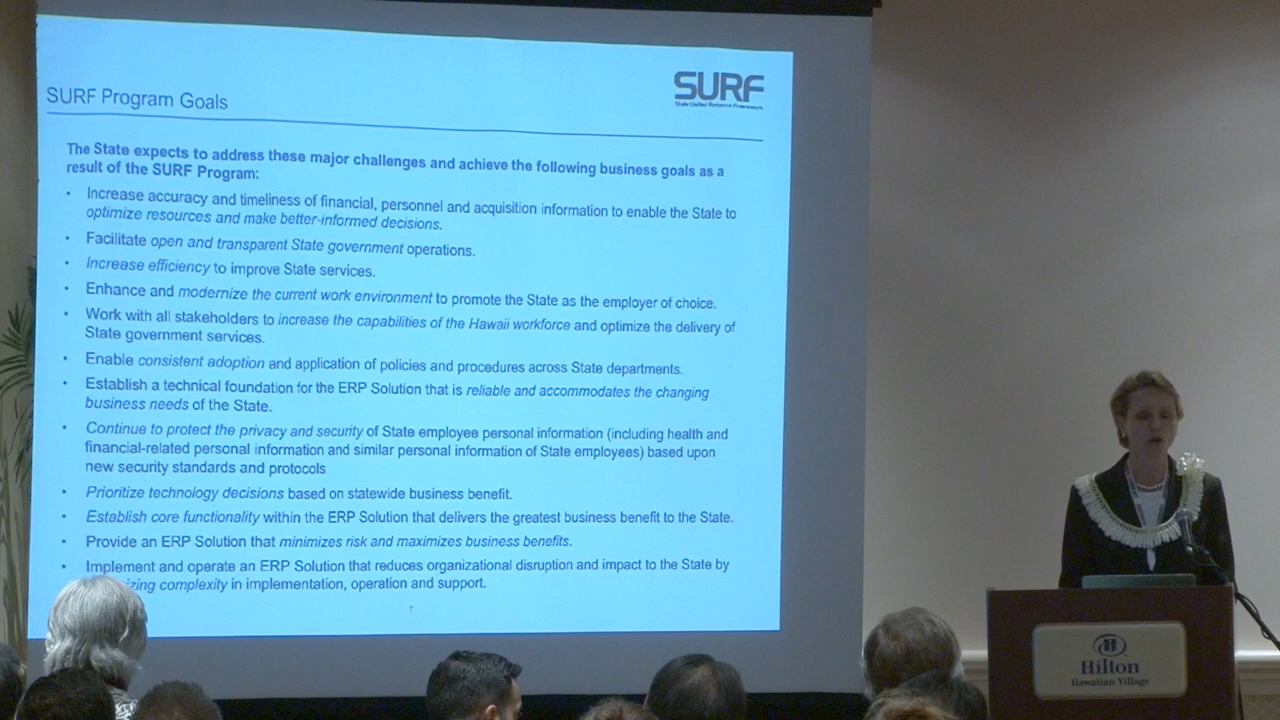 SURF Program Goals
SURF
State Unified Resource Framework
The State expects to address these major challenges and achieve the following business goals as a
result of the SURF Program:
• Increase accuracy and timeliness of financial, personnel and acquisition information to enable the State to
optimize resources and make better-informed decisions.
• Facilitate open and transparent State government operations.
• Increase efficiency to improve State services.
• Enhance and modernize the current work environment to promote the State as the employer of choice.
• Work with all stakeholders to increase the capabilities of the Hawaii workforce and optimize the delivery of
State government services.
• Enable consistent adoption and application of policies and procedures across State departments.
• Establish a technical foundation for the ERP Solution that is reliable and accommodates the changing
business needs of the State.
• Continue to protect the privacy and security of State employee personal information (including health and
financial-related personal information and similar personal information of State employees) based upon
new security standards and protocols
• Prioritize technology decisions based on statewide business benefit.
• Establish core functionality within the ERP Solution that delivers the greatest business benefit to the State.
• Provide an ERP Solution that minimizes risk and maximizes business benefits.
• Implement and operate an ERP Solution that reduces organizational disruption and impact to the State by
izing complexity in implementation, operation and support.
7
H
Hilton
Hawaiian Village